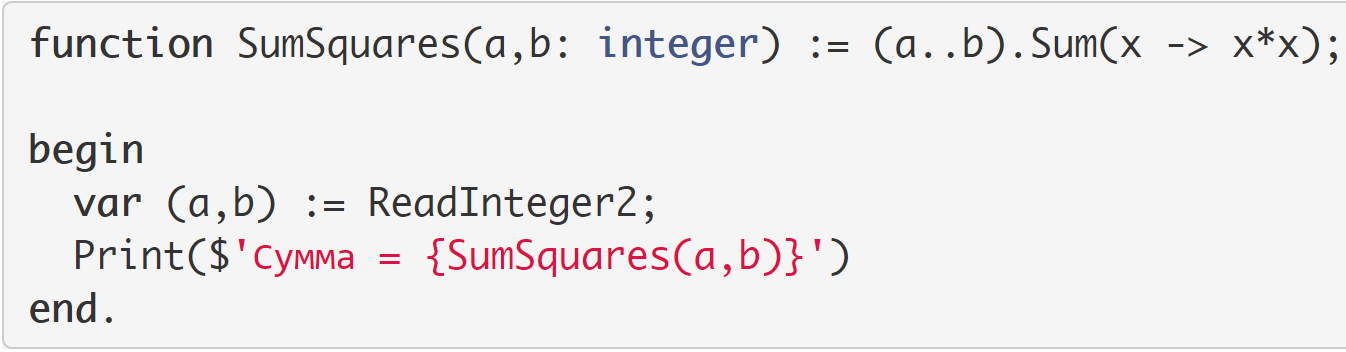 function SumSquares(a,b: integer) := (a..b).Sum(x -> x*x);
begin
var (a,b) := ReadInteger2;
Print($'Сумма = {SumSquares(a,b)}')
end.